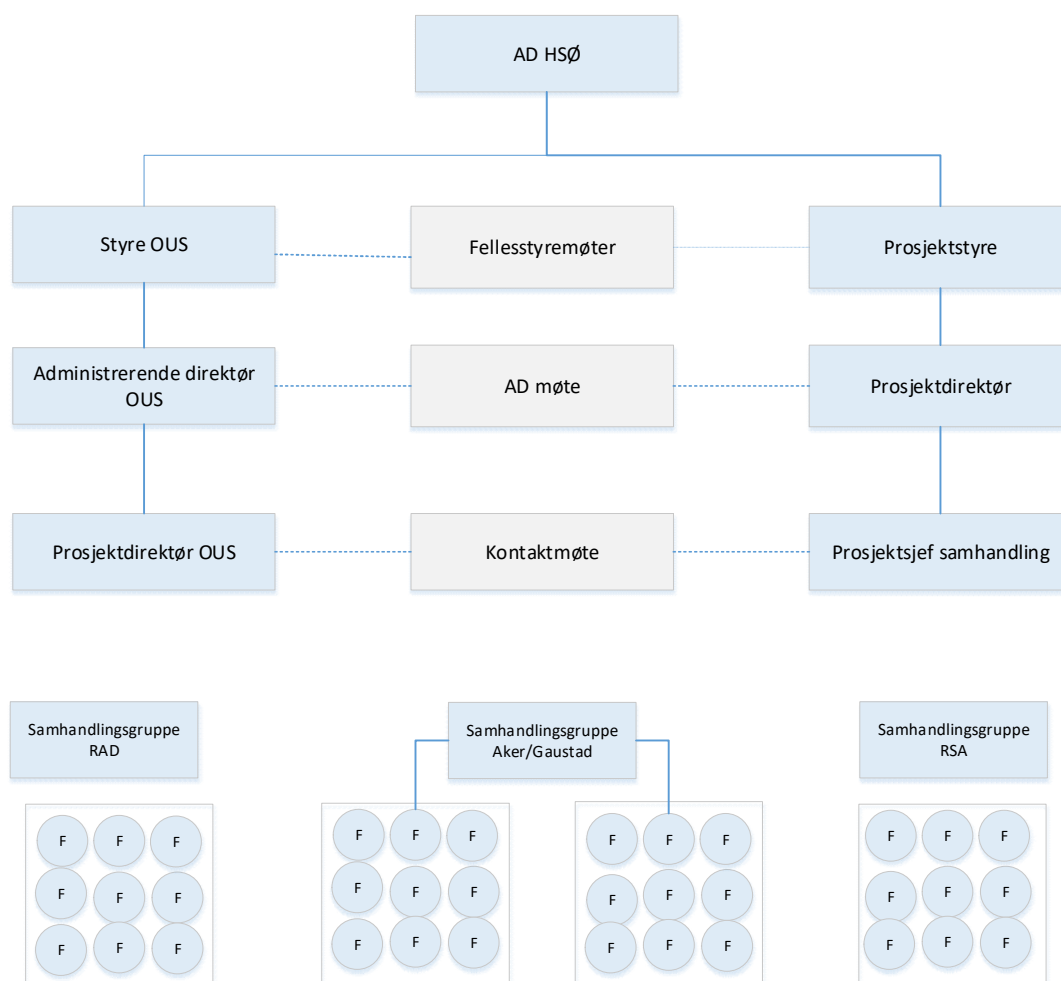 AD HSØ
Styre OUS
Fellesstyremøter
Prosjektstyre
Administrerende direktør
OUS
AD møte
Prosjektdirektør
Prosjektdirektør OUS
Kontaktmøte
Prosjektsjef samhandling
Samhandlingsgruppe
RAD
Samhandlingsgruppe
Aker/Gaustad
Samhandlingsgruppe
RSA
F F F
F F F
F F F
F F F
F F F
F F F
F F F
F F F
F F F
F F F
F F F
F F F